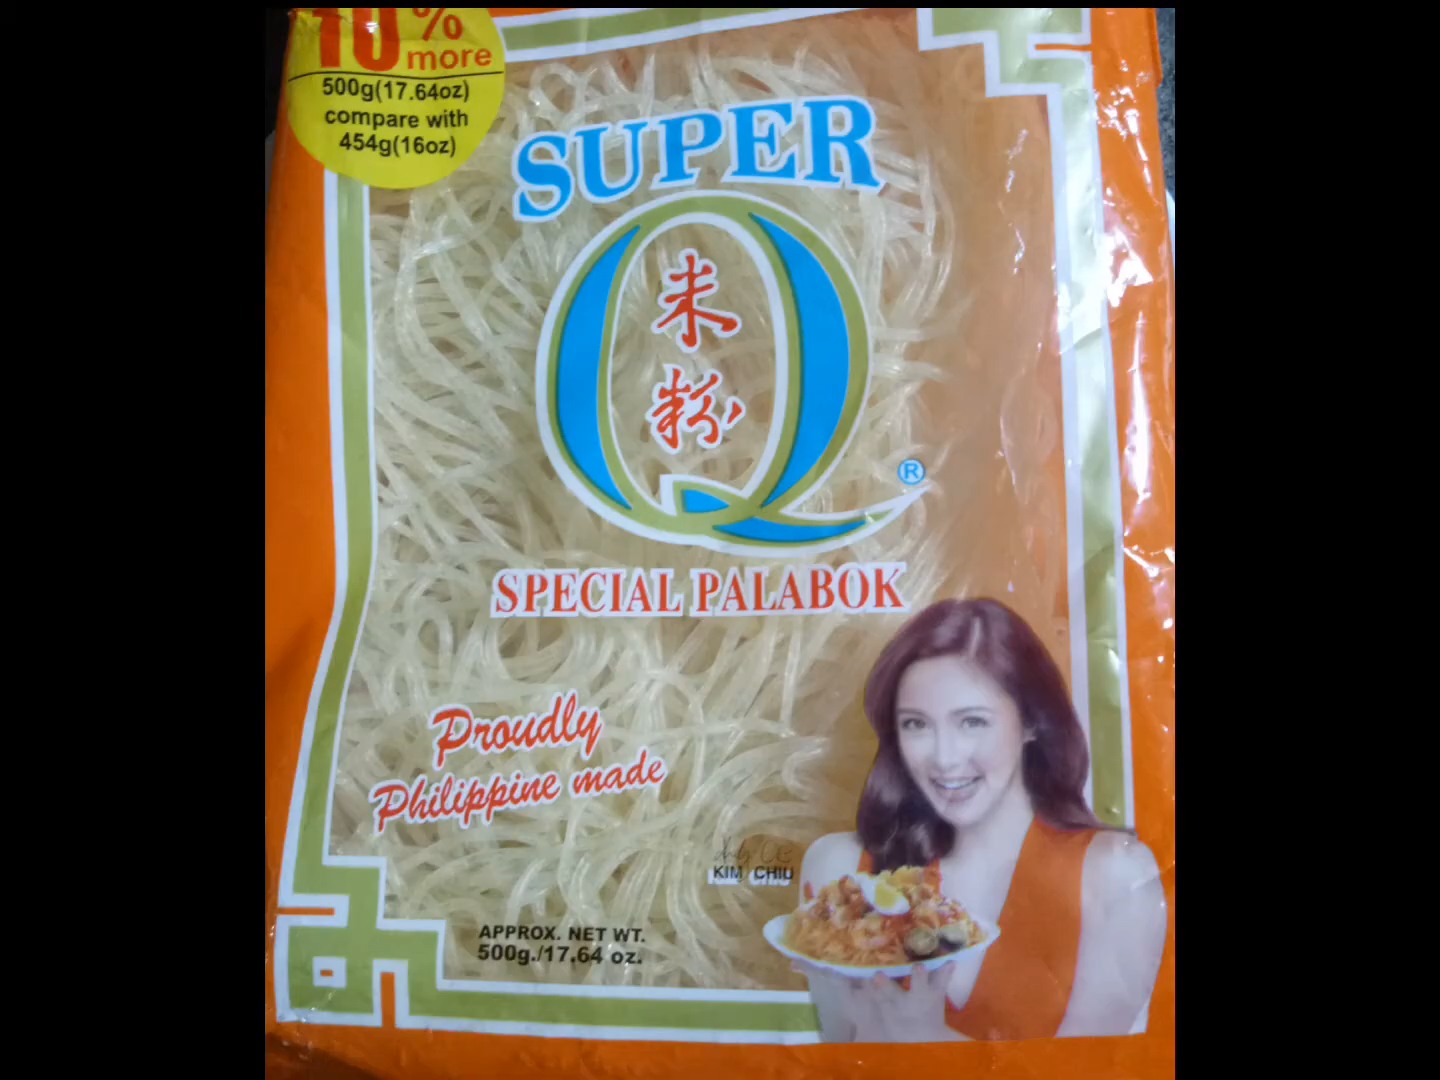 10%
more
500g(17.64oz)
compare with
454g(16oz)
SUPER
Q
米
粉
®
SPECIAL PALABOK
Proudly
Philippine made
KIM CHIU
APPROX. NET WT.
500g./17.64 oz.